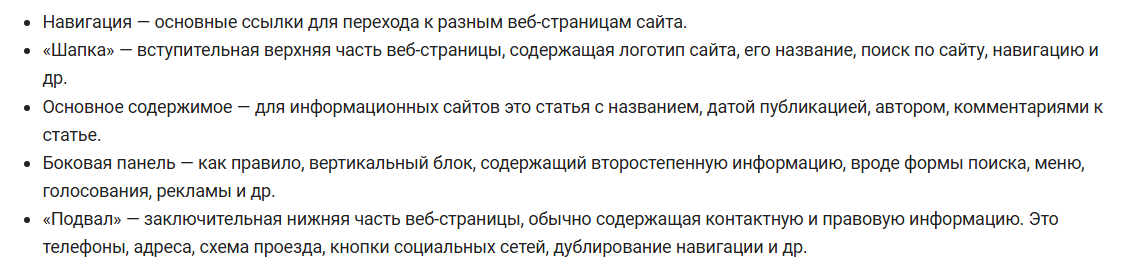 • Навигация — основные ссылки для перехода к разным веб-страницам сайта.
• «Шапка» — вступительная верхняя часть веб-страницы, содержащая логотип сайта, его название, поиск по сайту, навигацию и
др.
• Основное содержимое — для информационных сайтов это статья с названием, датой публикацией, автором, комментариями к
статье.
• Боковая панель — как правило, вертикальный блок, содержащий второстепенную информацию, вроде формы поиска, меню,
голосования, рекламы и др.
• «Подвал» — заключительная нижняя часть веб-страницы, обычно содержащая контактную и правовую информацию. Это
телефоны, адреса, схема проезда, кнопки социальных сетей, дублирование навигации и др.